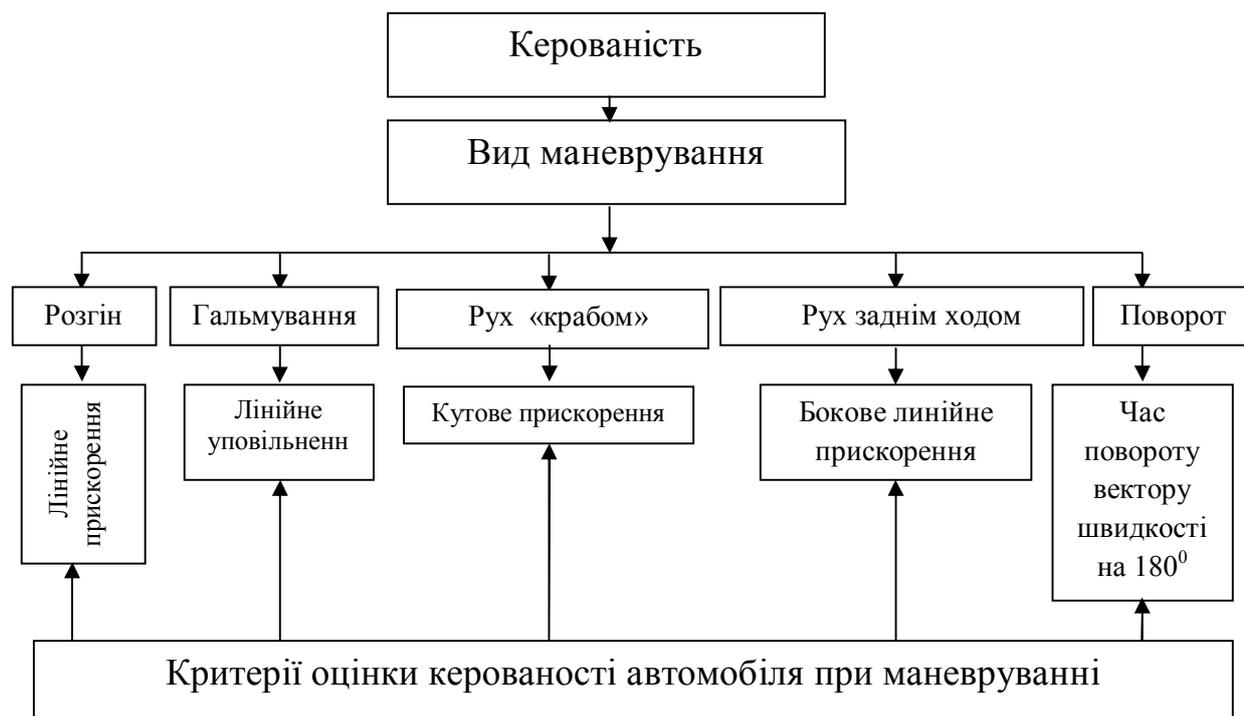 Керованість
Вид маневрування
Розгін
Гальмування
Рух «крабом»
Рух заднім ходом
Поворот
Лінійне
прискорення
Лінійне
уповільненн
Кутове прискорення
Бокове линійне
прискорення
Час
повороту
вектору
швидкості
на 180⁰
Критерії оцінки керованості автомобіля при маневруванні